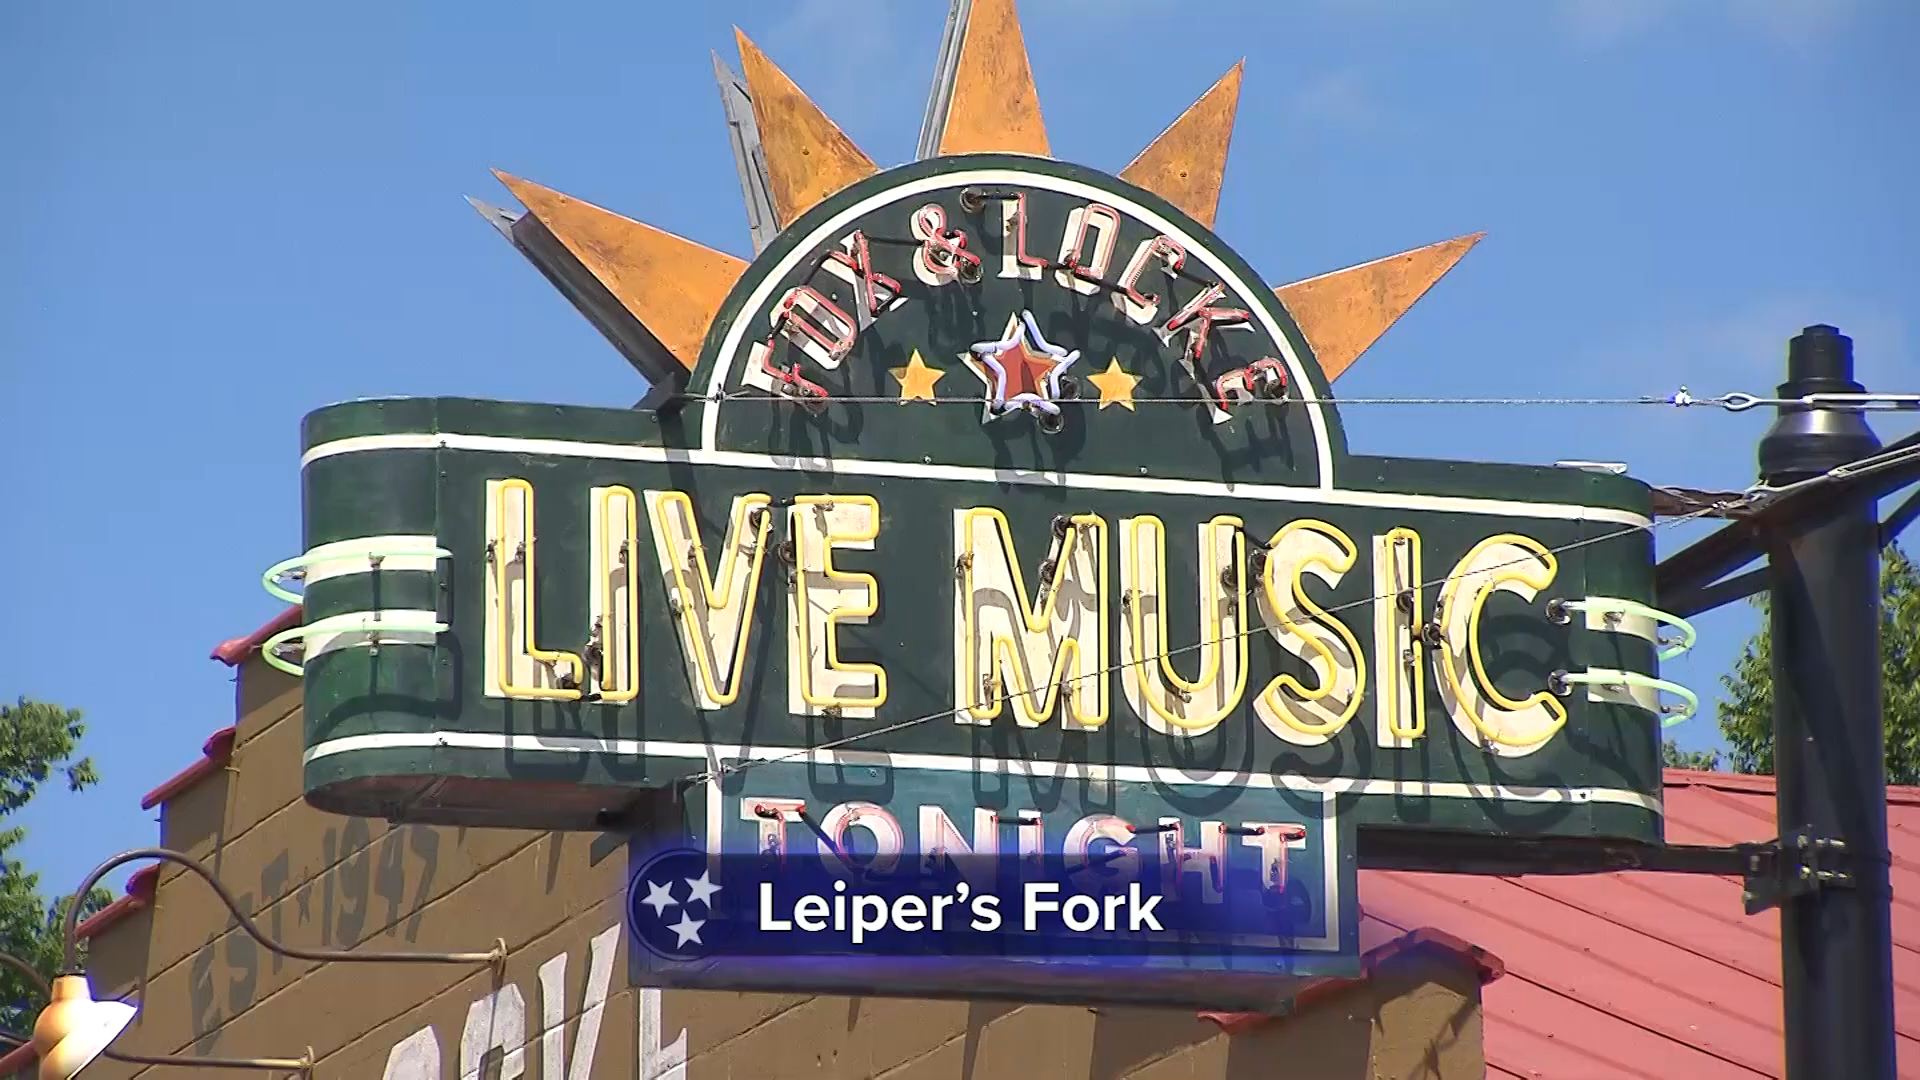 FOX & LOCKE
LIVE MUSIC
TONIGHT
EST 1947
Leiper’s Fork